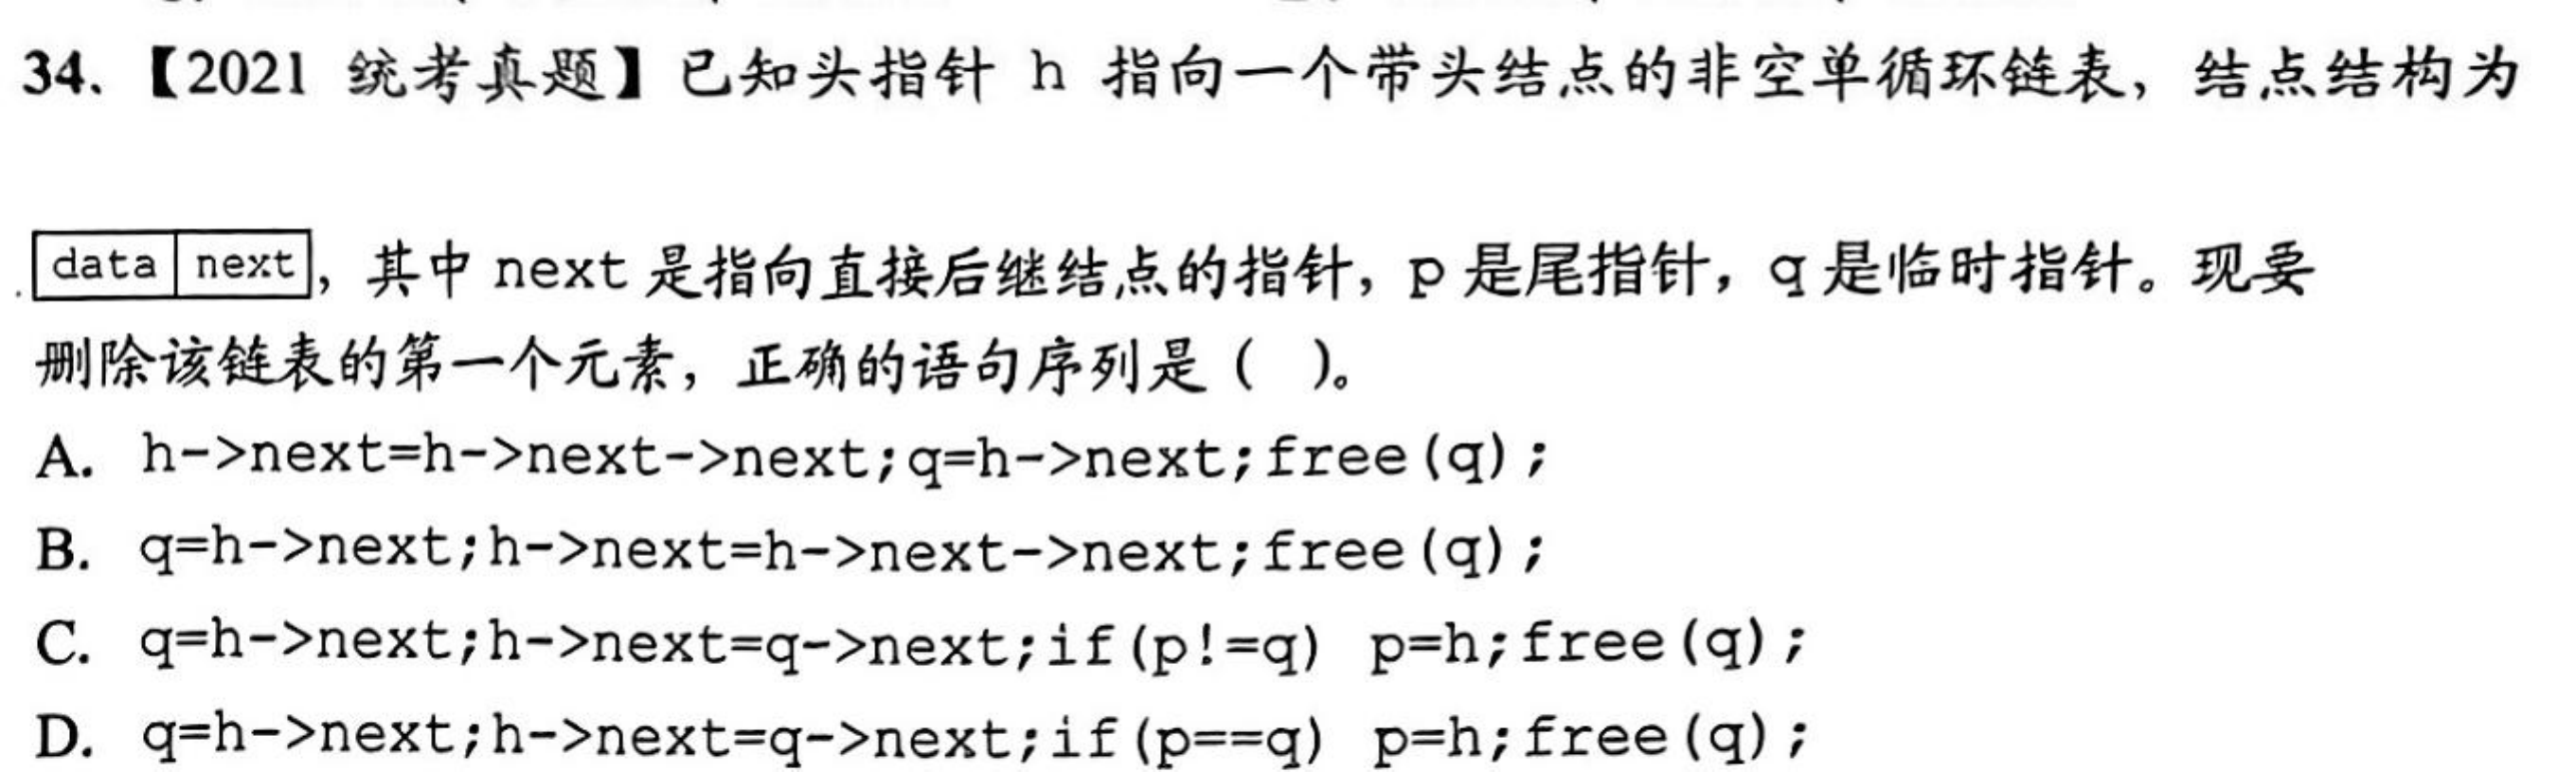 34.【2021 统考真题】已知头指针 h 指向一个带头结点的非空单循环链表，结点结构为
data next，其中 next 是指向直接后继结点的指针，p 是尾指针，q 是临时指针。现要
删除该链表的第一个元素，正确的语句序列是（ ）。
A. h->next=h->next->next;q=h->next;free(q);
B. q=h->next;h->next=h->next->next;free(q);
C. q=h->next;h->next=q->next;if(p!=q) p=h;free(q);
D. q=h->next;h->next=q->next;if(p==q) p=h;free(q);